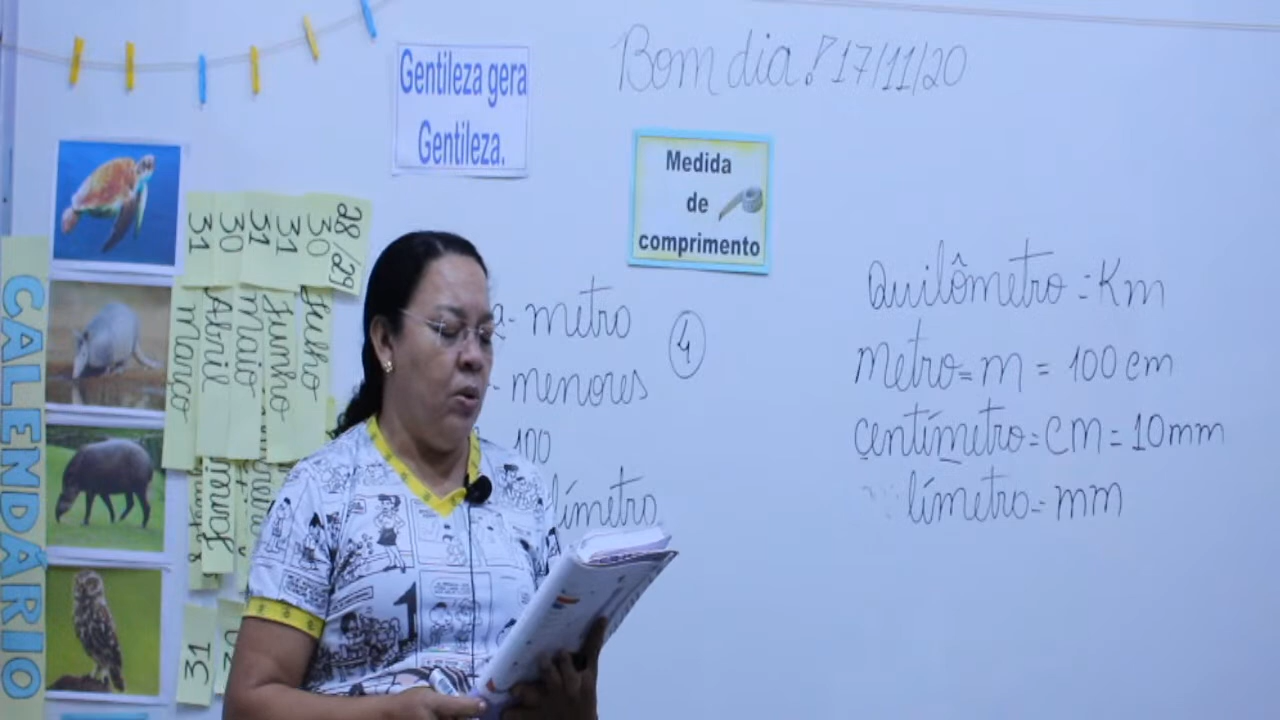 Bom dia! 17/11/20
Gentileza gera
Gentileza.
Medida
de
comprimento
CALENDÁRIO
28/29
30
31
31
30
31
Julho
Junho
Maio
Abril
Março
31
metro
menores
100
límetro
4
Quilômetro = Km
Metro = m = 100 cm
centímetro = cm = 10mm
límetro = mm